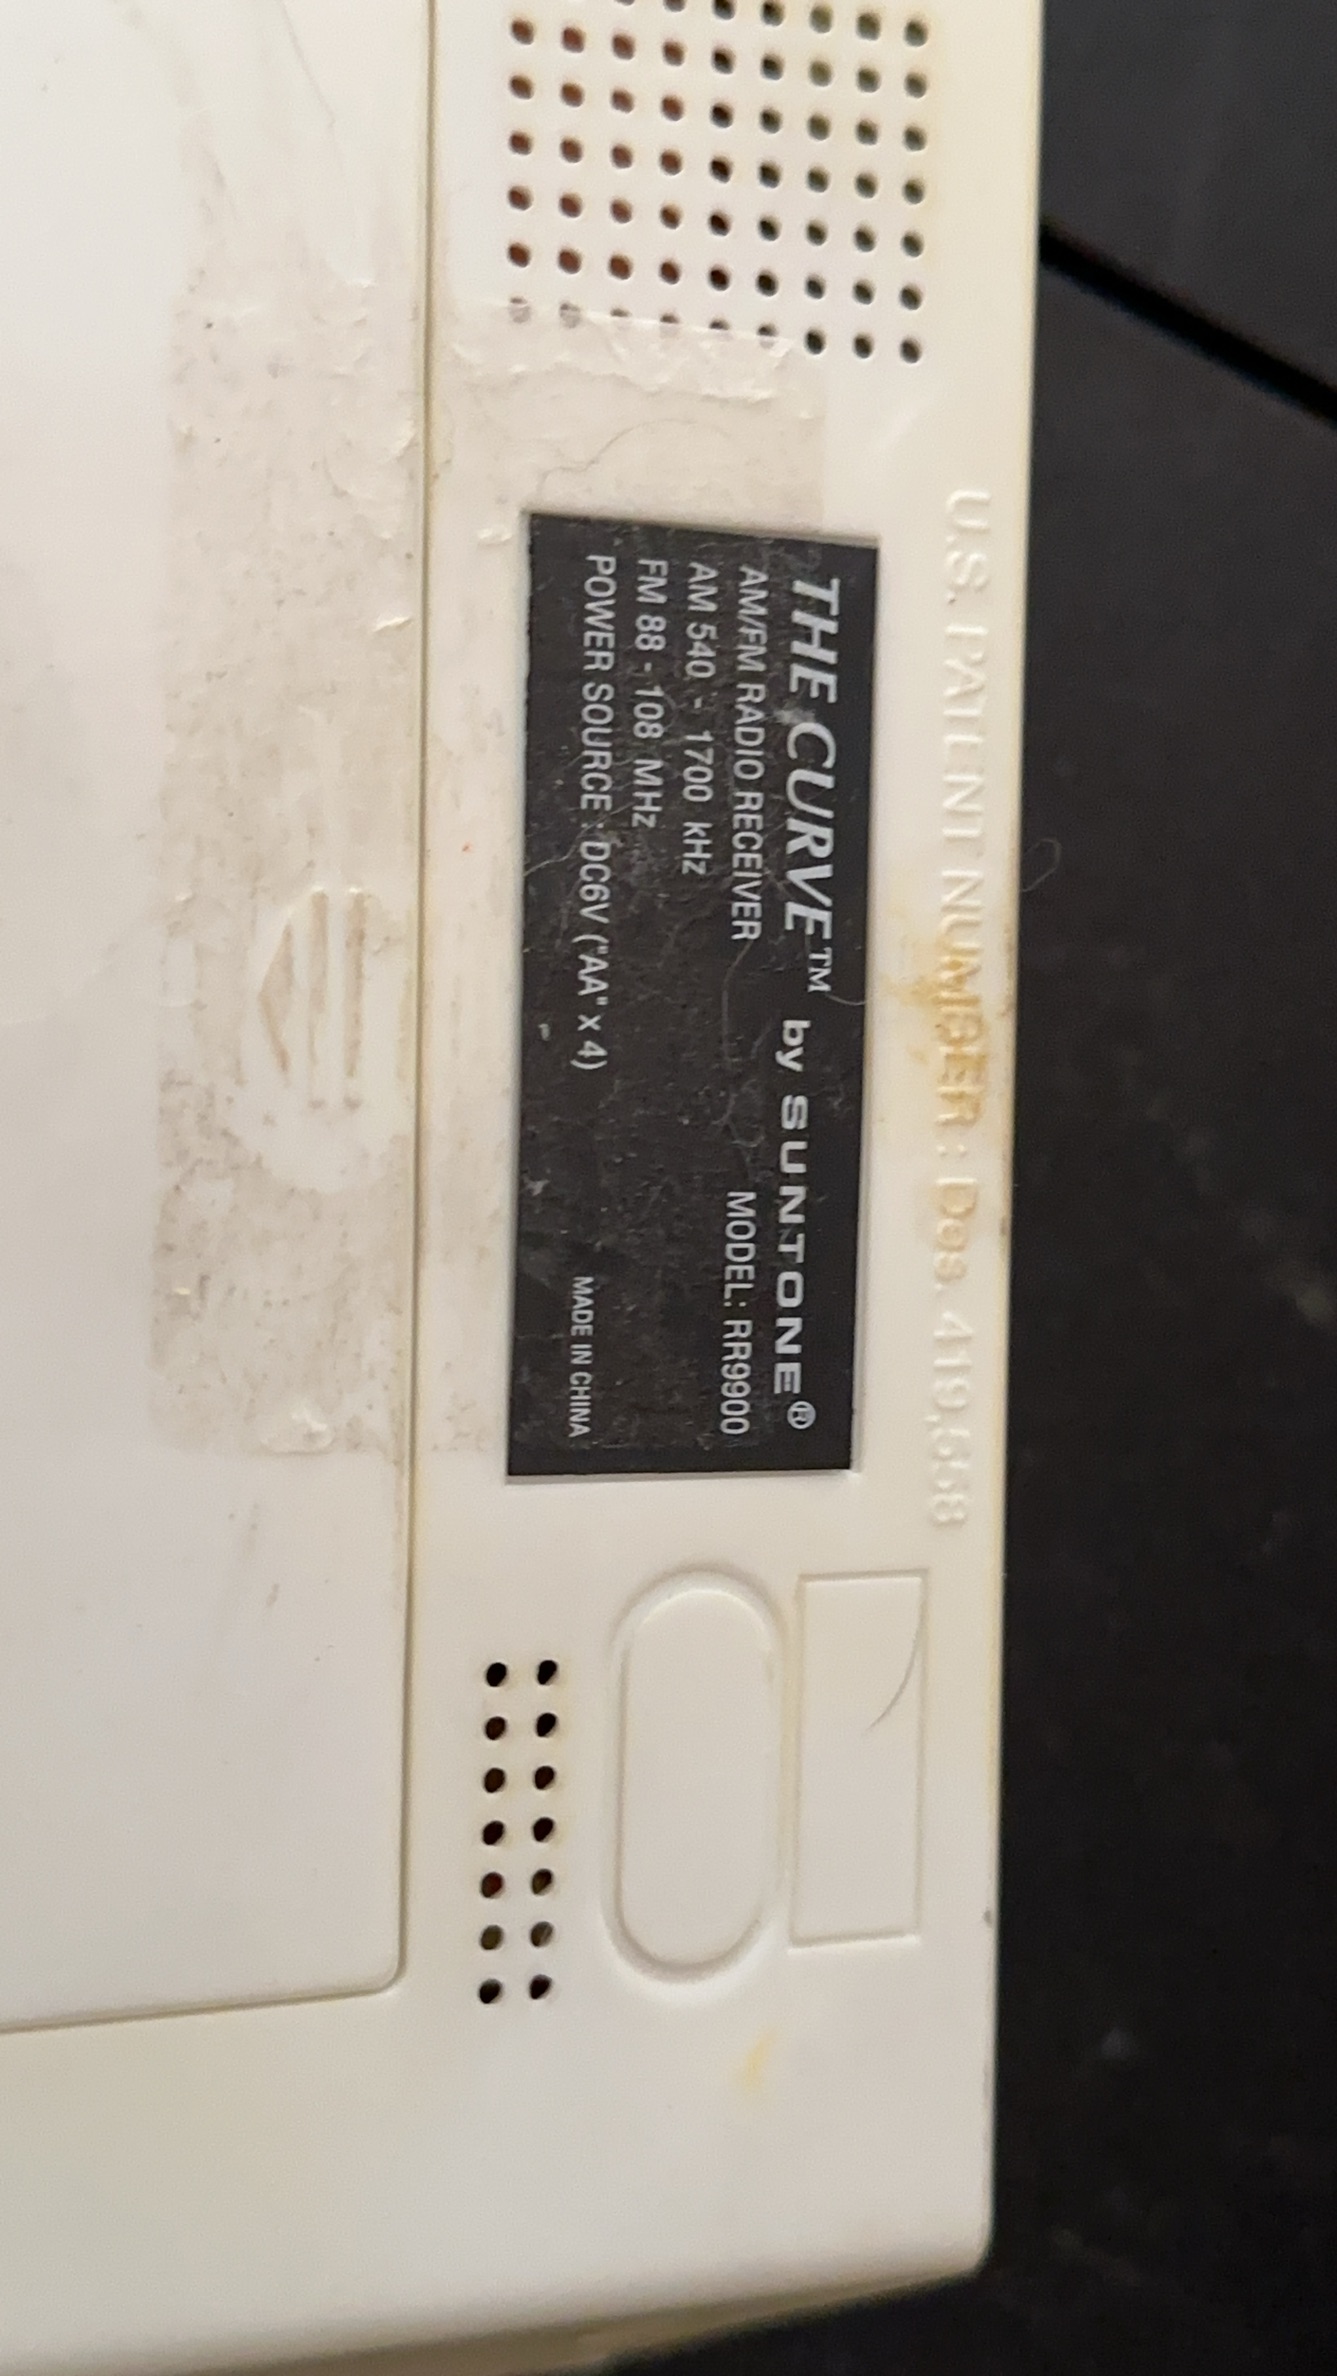 U.S. PATENT NUMBER : Des. 419,558
THE CURVE™ by SUNTONE®
AM/FM RADIO RECEIVER MODEL: RR9900
AM 540 - 1700 kHz
FM 88 - 108 MHz
POWER SOURCE : DC6V ("AA" x 4) MADE IN CHINA